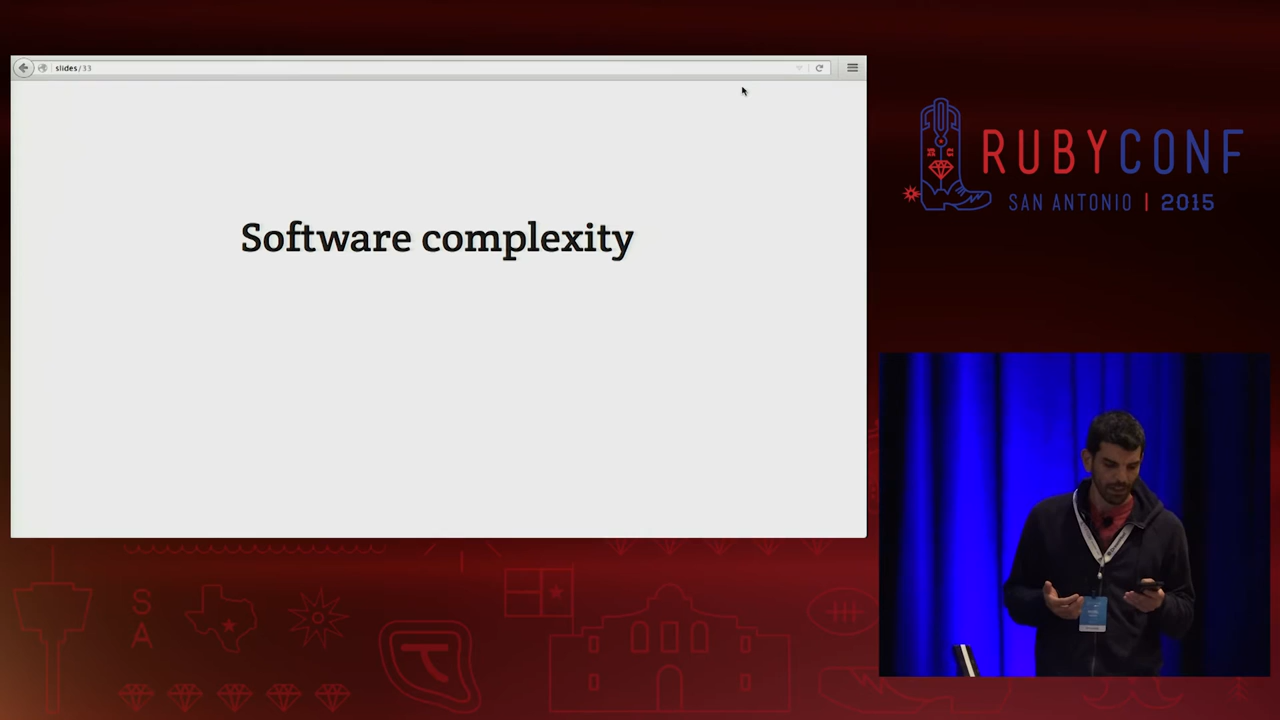 slides/33
Software complexity
RUBYCONF
SAN ANTONIO | 2015
S
A